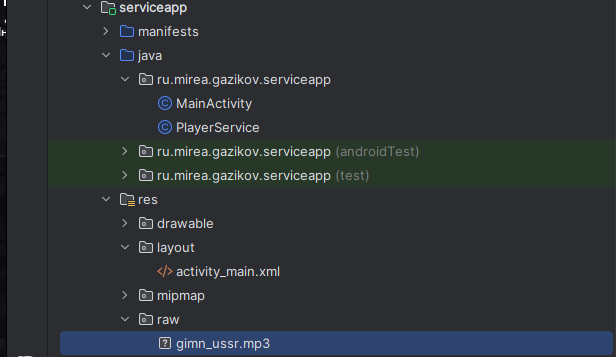 serviceapp
manifests
java
ru.mirea.gazikov.serviceapp
MainActivity
PlayerService
ru.mirea.gazikov.serviceapp (androidTest)
ru.mirea.gazikov.serviceapp (test)
res
drawable
layout
activity_main.xml
mipmap
raw
gimn_ussr.mp3